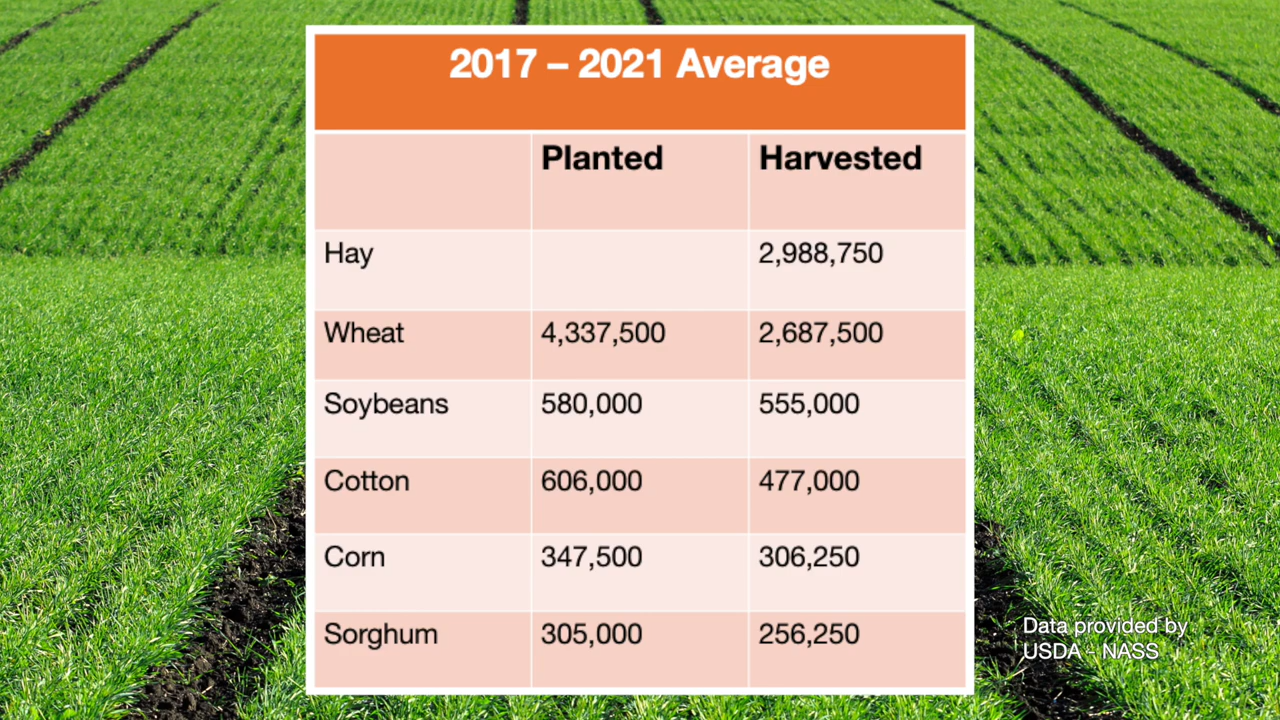 2017 – 2021 Average
Planted Harvested
Hay 2,988,750
Wheat 4,337,500 2,687,500
Soybeans 580,000 555,000
Cotton 606,000 477,000
Corn 347,500 306,250
Sorghum 305,000 256,250
Data provided by
USDA - NASS